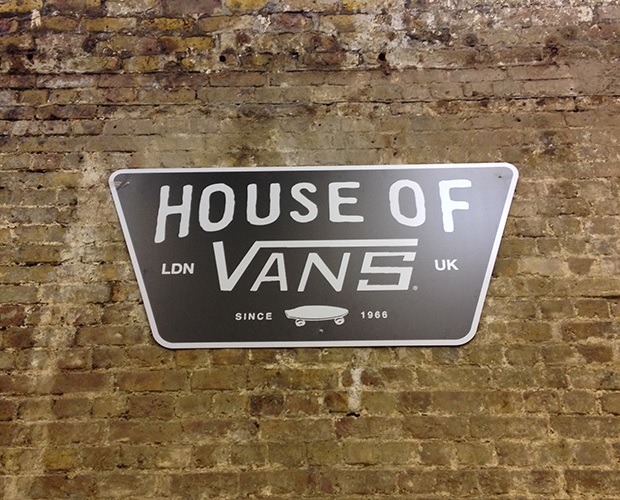 HOUSE OF
LDN VANS® UK
SINCE 1966